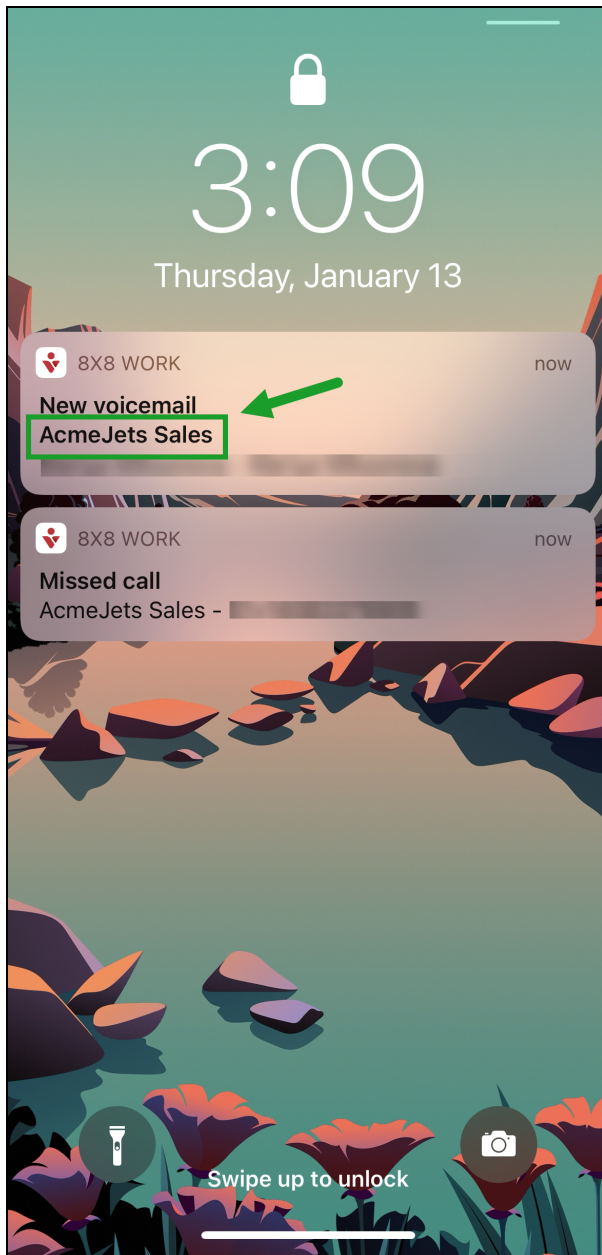 3:09
Thursday, January 13
8X8 WORK now
New voicemail
AcmeJets Sales
8X8 WORK now
Missed call
AcmeJets Sales -
Swipe up to unlock